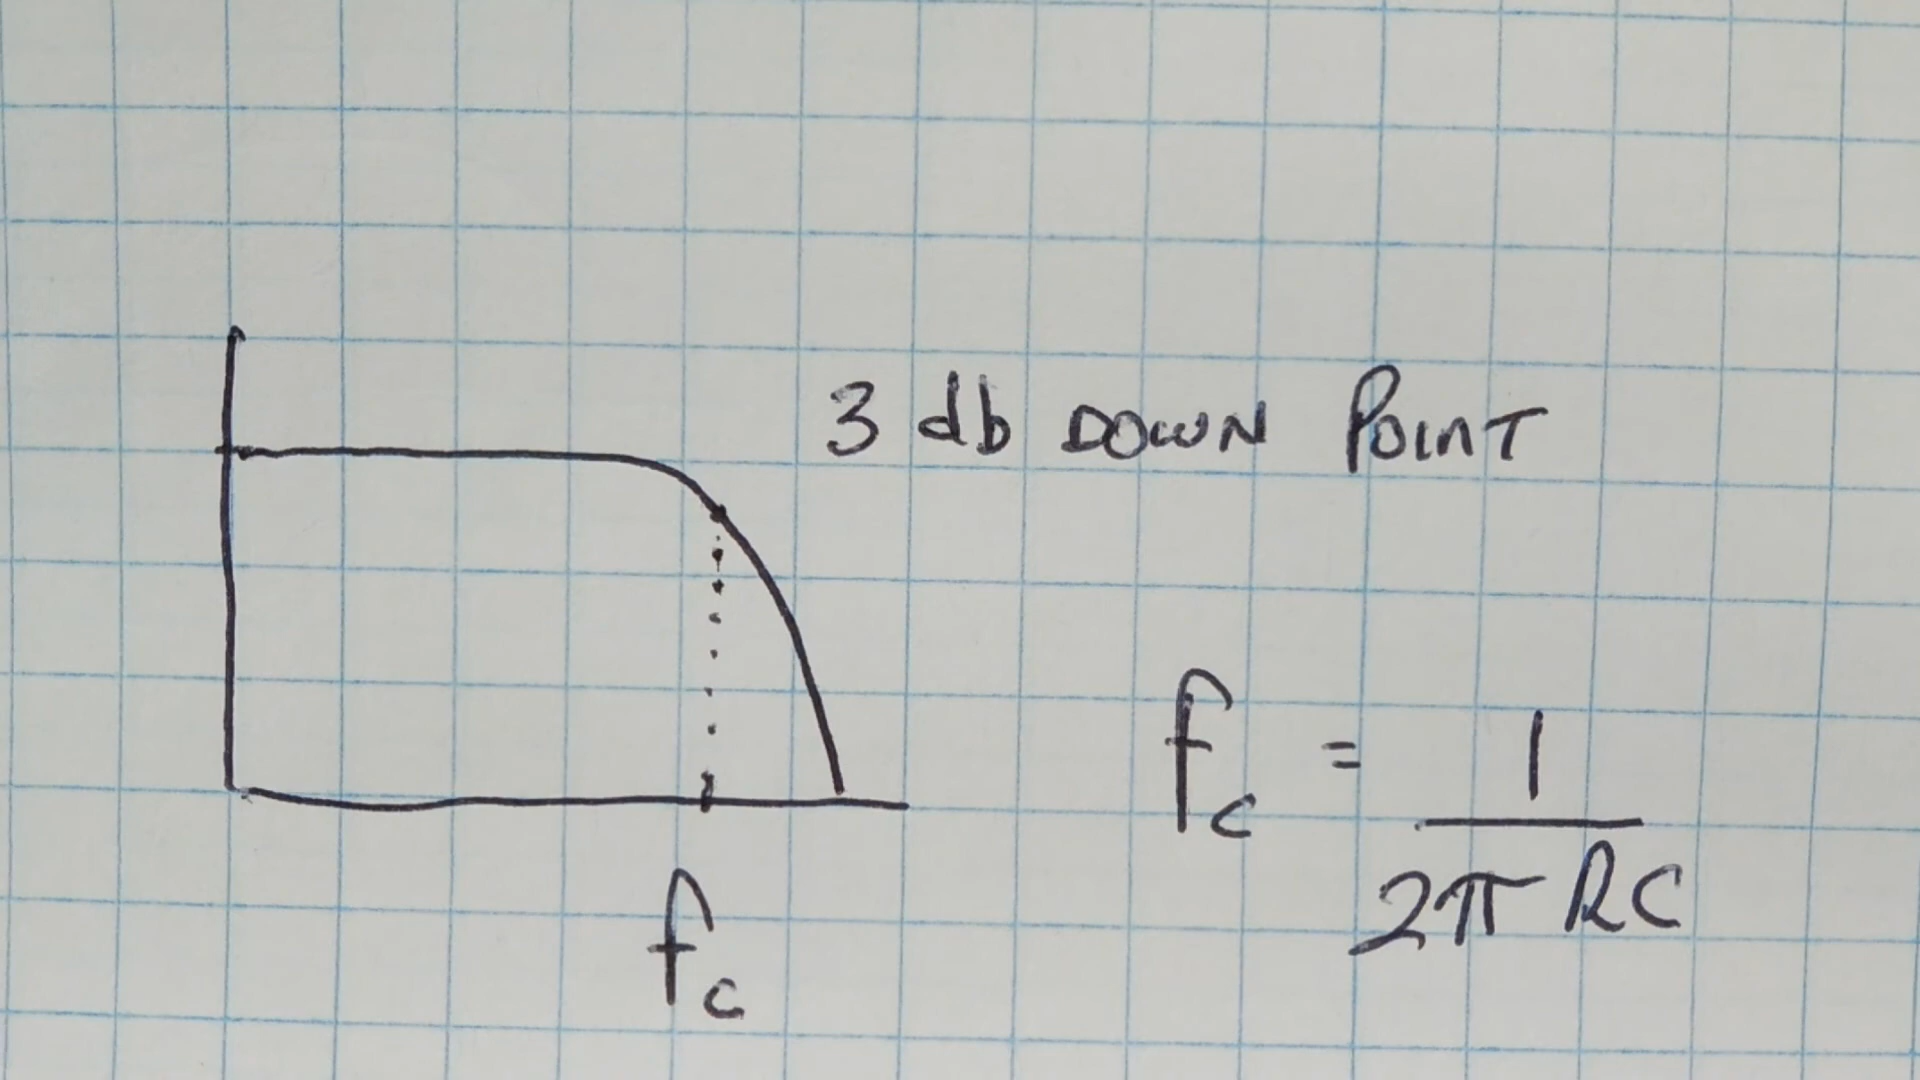 3 db DOWN POINT
fc = 1
2π RC
fc